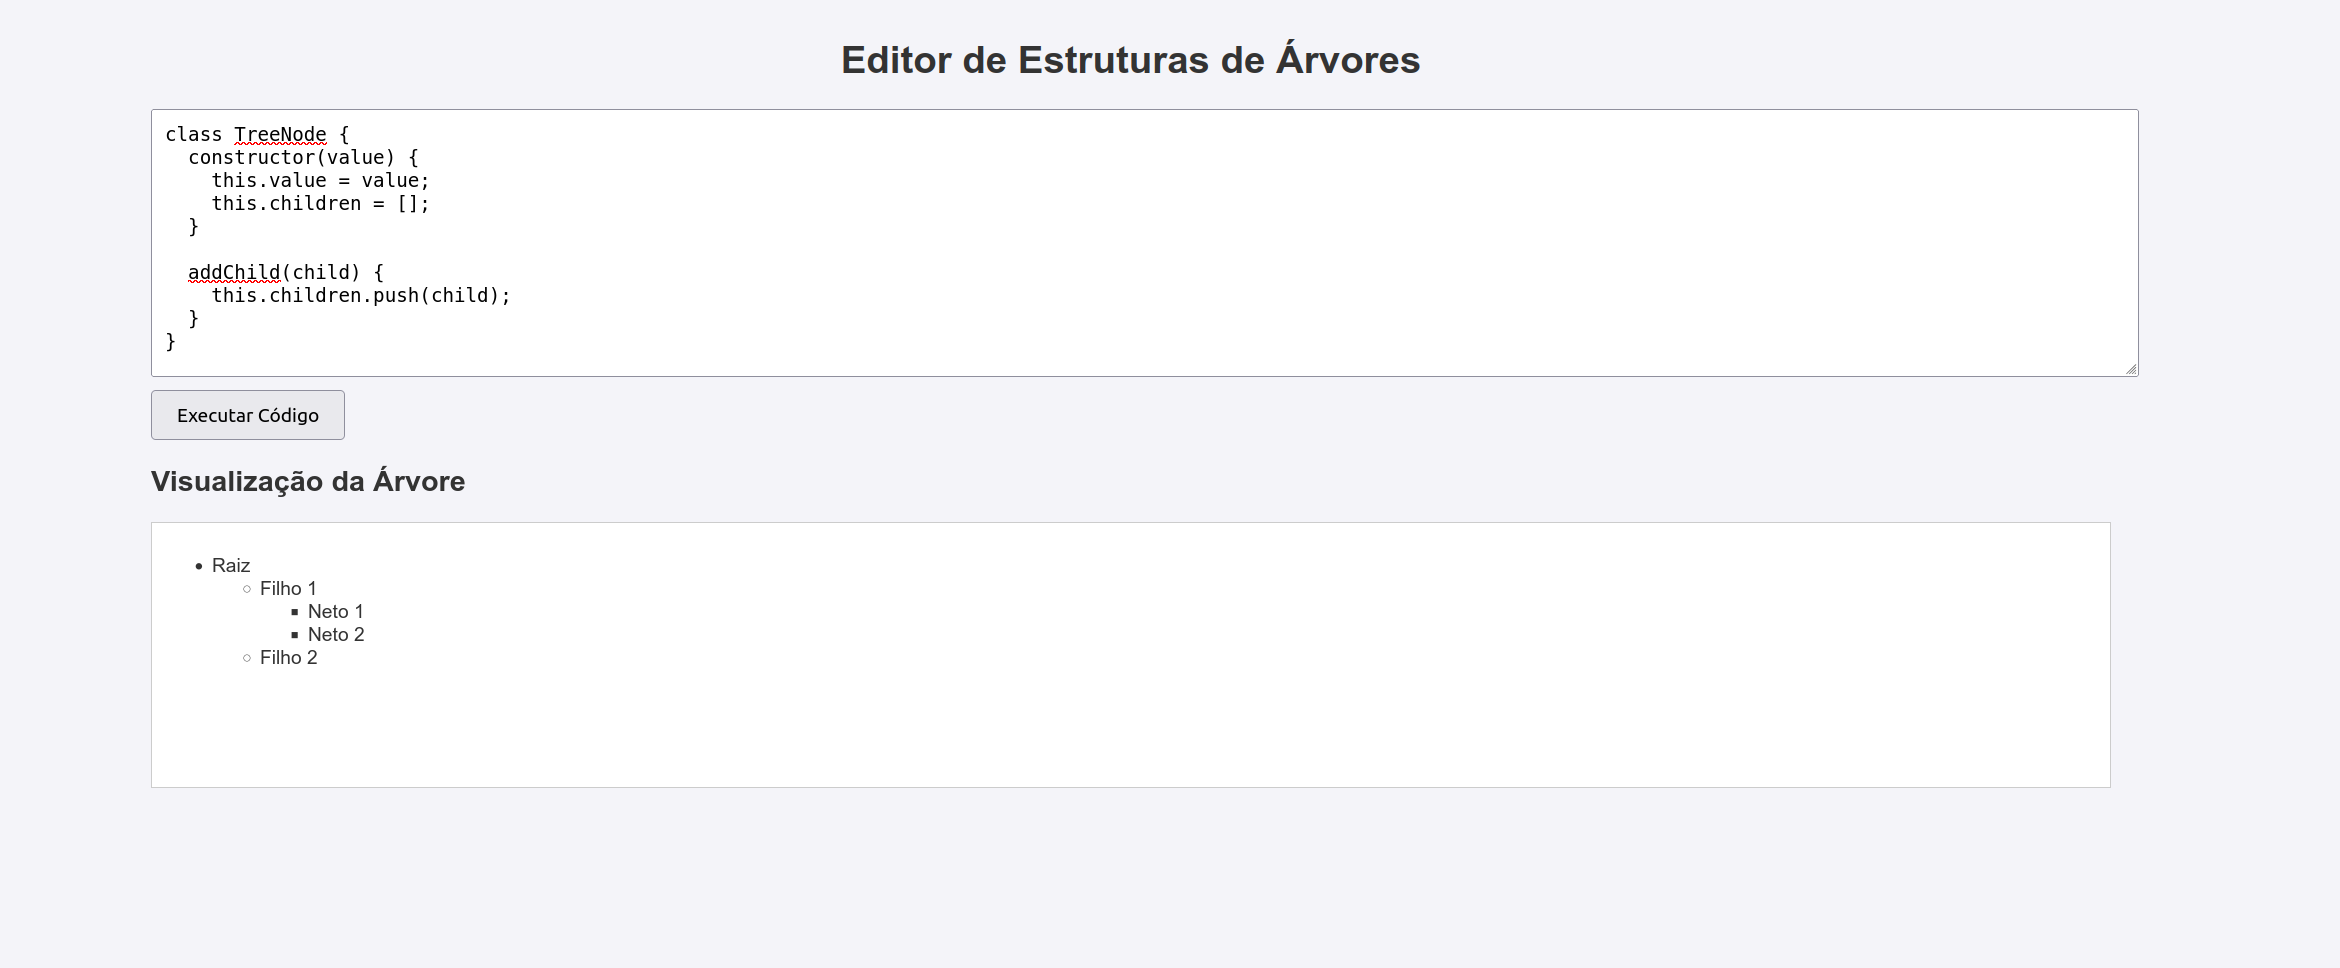 Editor de Estruturas de Árvores
class TreeNode {
  constructor(value) {
    this.value = value;
    this.children = [];
  }

  addChild(child) {
    this.children.push(child);
  }
}
Executar Código
Visualização da Árvore
Raiz
Filho 1
Neto 1
Neto 2
Filho 2